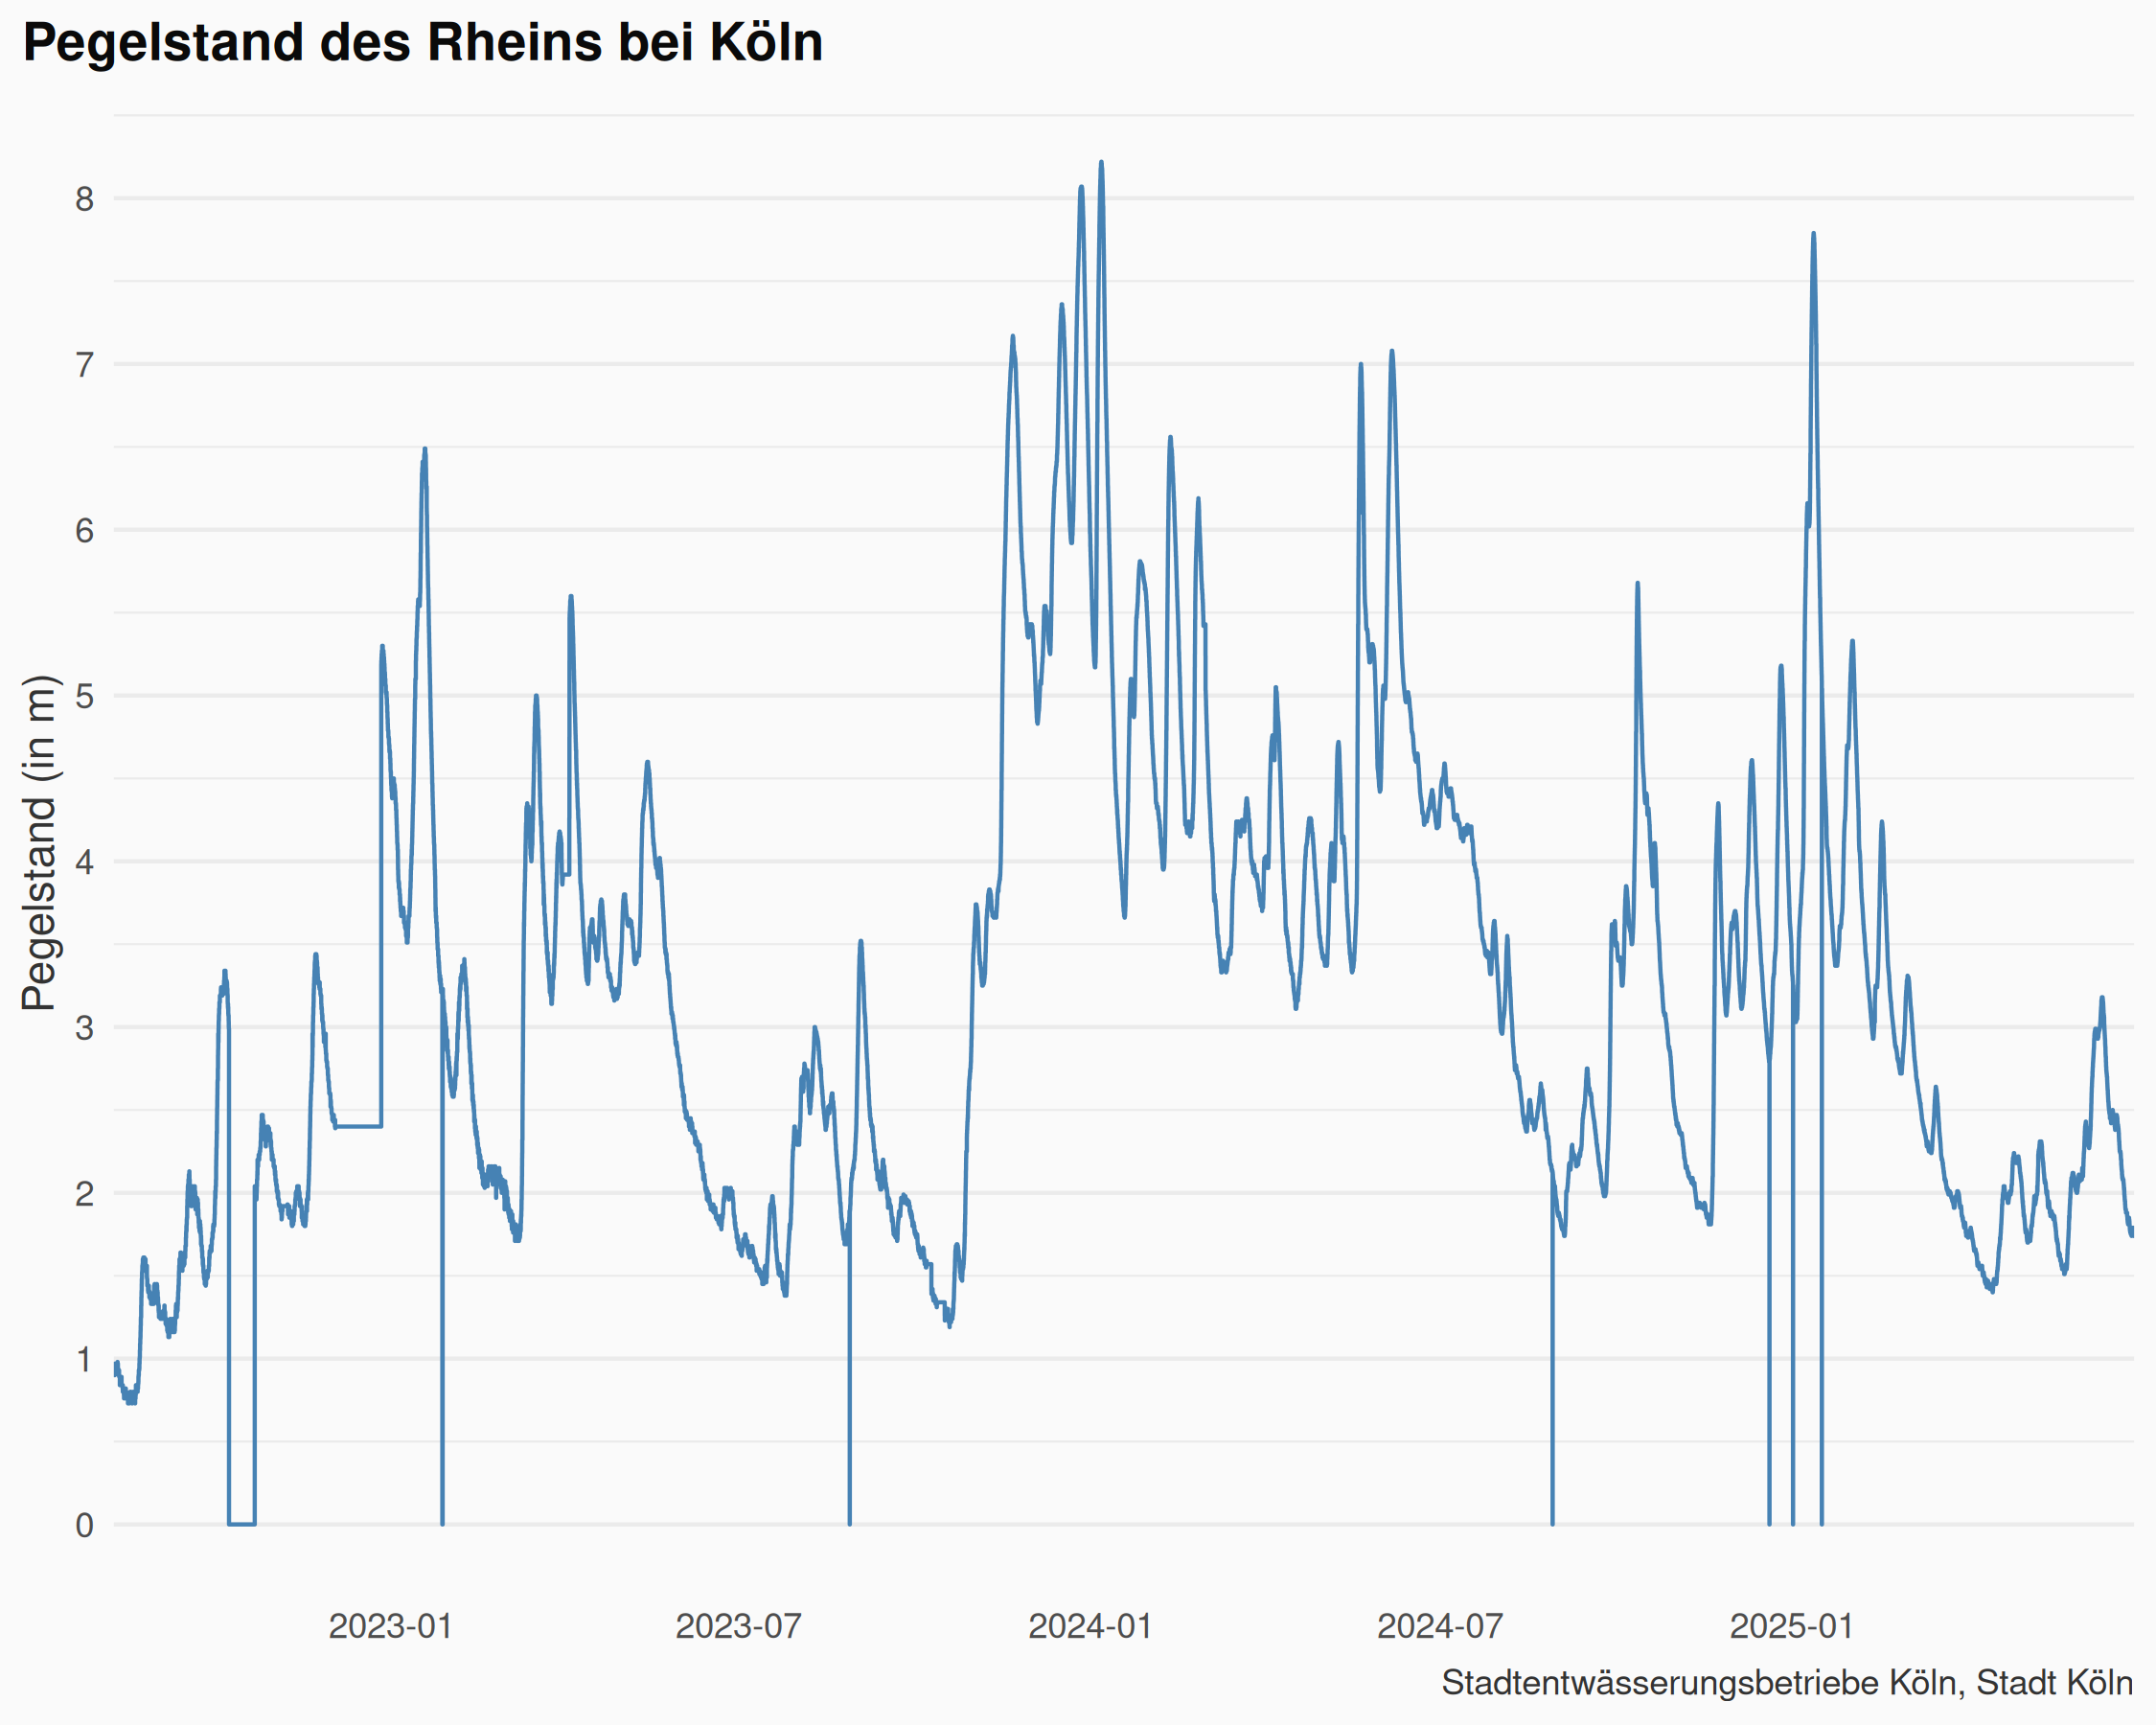 Pegelstand des Rheins bei Köln
Pegelstand (in m)
8
7
6
5
4
3
2
1
0
2023-01 2023-07 2024-01 2024-07 2025-01
Stadtentwässerungsbetriebe Köln, Stadt Köln